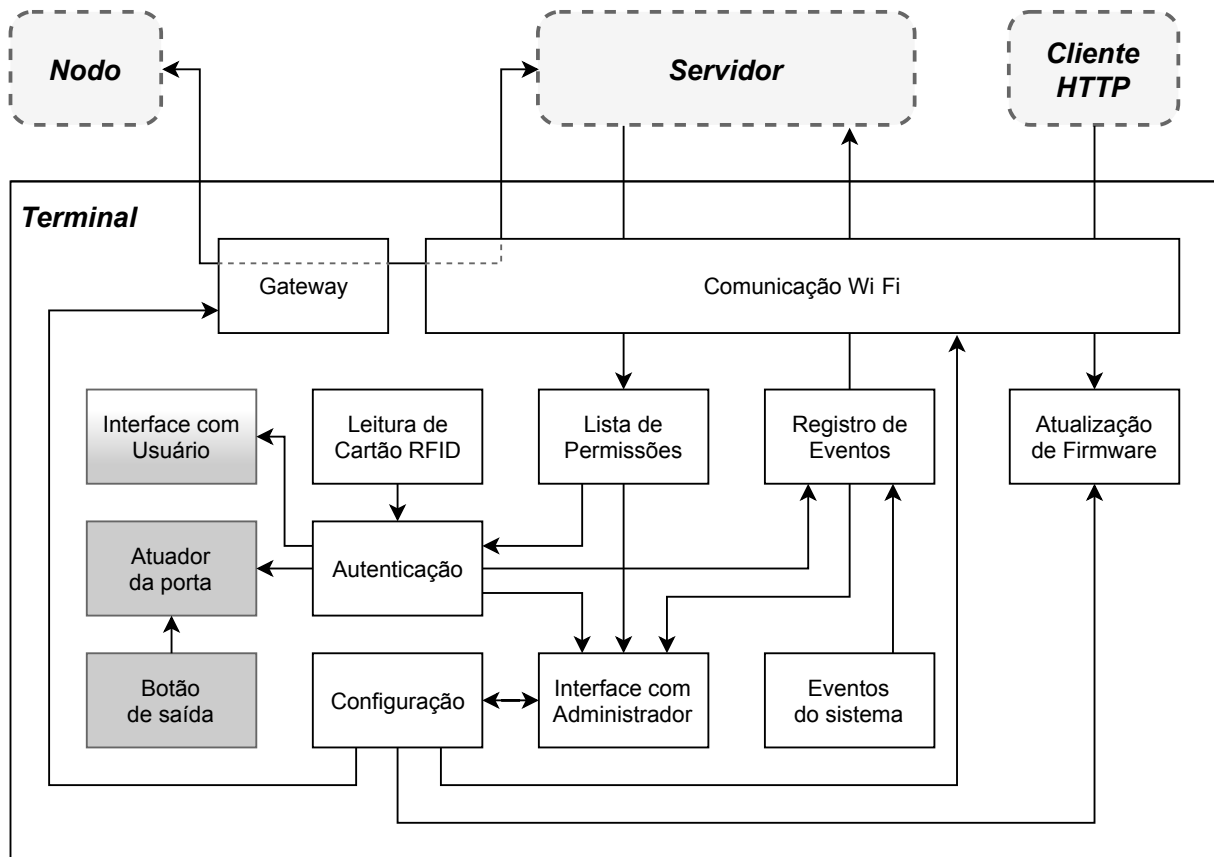 Nodo
Servidor
Cliente
HTTP
Terminal
Gateway
Comunicação Wi Fi
Interface com
Usuário
Leitura de
Cartão RFID
Lista de
Permissões
Registro de
Eventos
Atualização
de Firmware
Atuador
da porta
Autenticação
Botão
de saída
Configuração
Interface com
Administrador
Eventos
do sistema